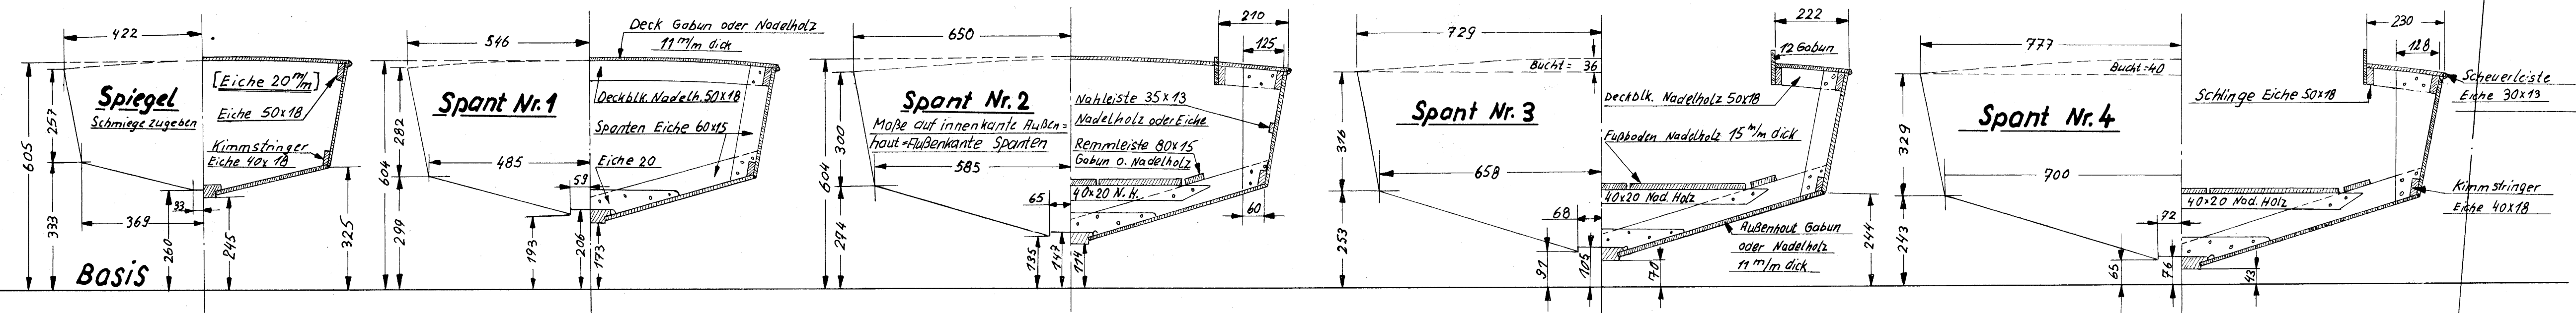 422
605
257
333
Spiegel
Schmiege zugeben
[Eiche 20 m/m]
Eiche 50x18
Kimmstringer
Eiche 40x18
33
369
260
245
325
Basis
546
604
282
299
Spant Nr.1
Deck Gabun oder Nadelholz
11 m/m dick
Deckblk. Nadelh. 50x18
Spanten Eiche 60x15
Eiche 20
485
59
193
206
173
650
604
300
274
Spant Nr.2
Maße auf innenkante Außen=
haut=Außenkante Spanten
585
65
135
147
114
210
125
Nahleiste 35x13
Nadelholz oder Eiche
Remmleiste 80x15
Gabun o. Nadelholz
40x20 N.H.
60
729
Bucht= 36
316
253
Spant Nr. 3
658
68
91
105
70
222
12 Gabun
Deckblk. Nadelholz 50x18
Fußboden Nadelholz 15 m/m dick
40x20 Nad. Holz
Außenhaut Gabun
oder Nadelholz
11 m/m dick
244
777
Bucht=40
329
243
Spant Nr. 4
700
72
65
76
43
230
128
Schlinge Eiche 50x18
Scheuerleiste
Eiche 30x13
40x20 Nad. Holz
Kimmstringer
Eiche 40x18